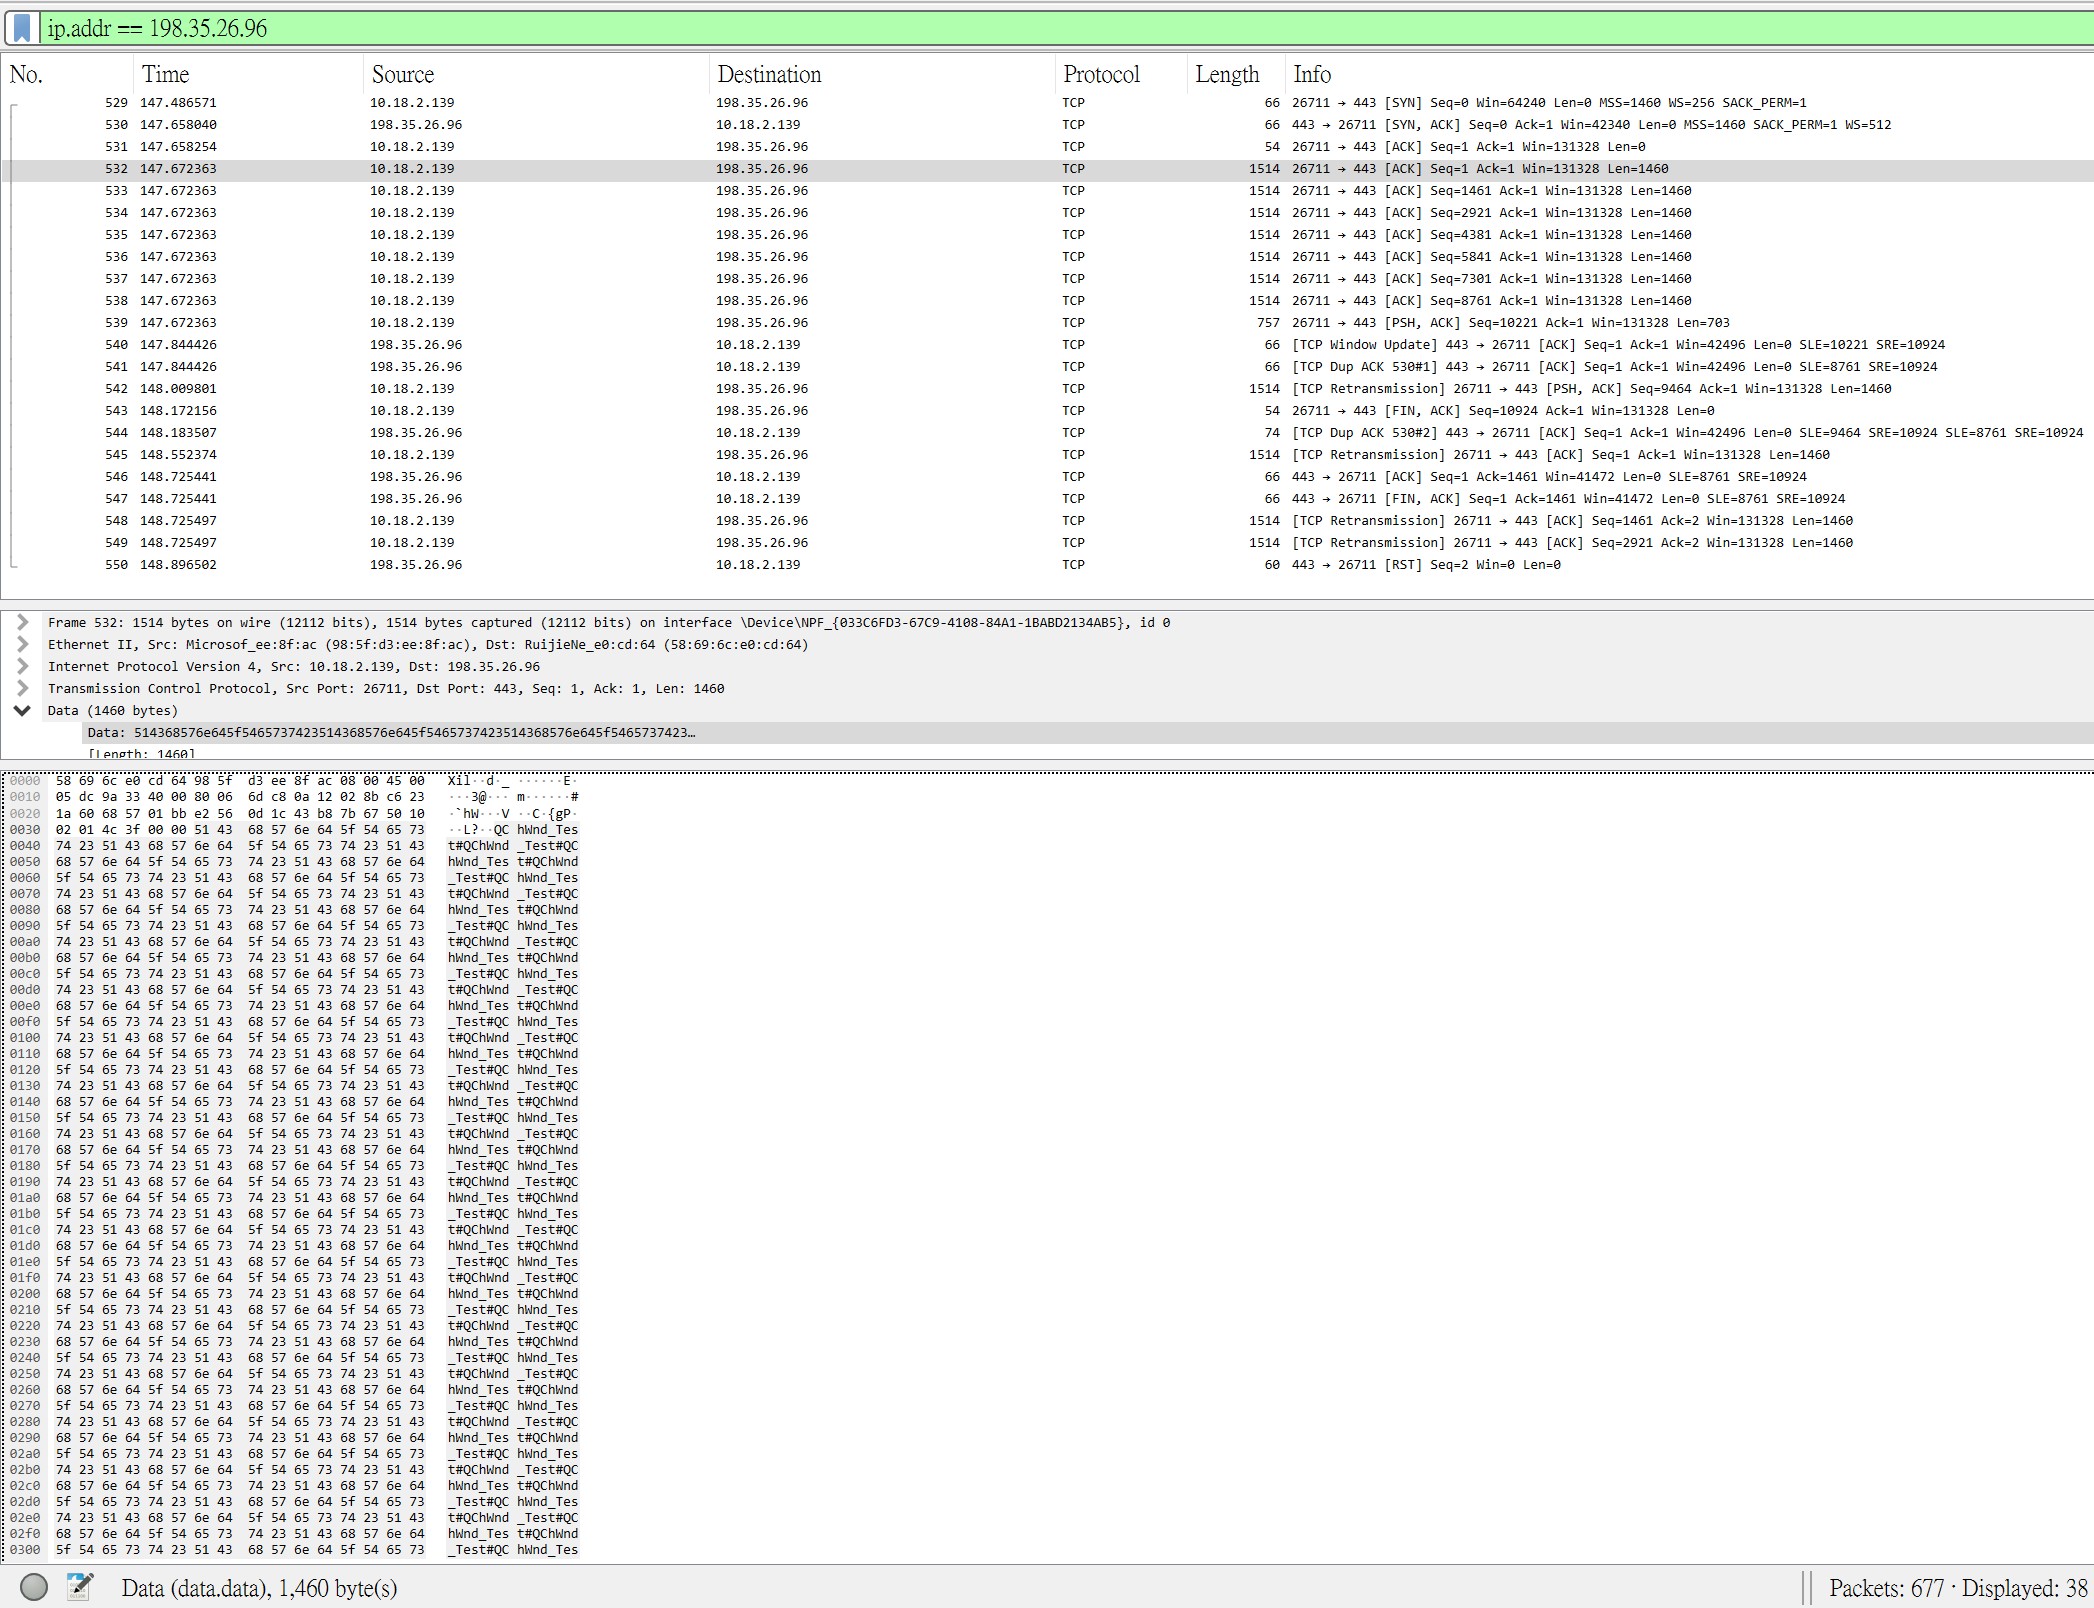 ip.addr == 198.35.26.96
No. Time Source Destination Protocol Length Info
529 147.486571 10.18.2.139 198.35.26.96 TCP 66 26711 → 443 [SYN] Seq=0 Win=64240 Len=0 MSS=1460 WS=256 SACK_PERM=1
530 147.658040 198.35.26.96 10.18.2.139 TCP 66 443 → 26711 [SYN, ACK] Seq=0 Ack=1 Win=42340 Len=0 MSS=1460 SACK_PERM=1 WS=512
531 147.658254 10.18.2.139 198.35.26.96 TCP 54 26711 → 443 [ACK] Seq=1 Ack=1 Win=131328 Len=0
532 147.672363 10.18.2.139 198.35.26.96 TCP 1514 26711 → 443 [ACK] Seq=1 Ack=1 Win=131328 Len=1460
533 147.672363 10.18.2.139 198.35.26.96 TCP 1514 26711 → 443 [ACK] Seq=1461 Ack=1 Win=131328 Len=1460
534 147.672363 10.18.2.139 198.35.26.96 TCP 1514 26711 → 443 [ACK] Seq=2921 Ack=1 Win=131328 Len=1460
535 147.672363 10.18.2.139 198.35.26.96 TCP 1514 26711 → 443 [ACK] Seq=4381 Ack=1 Win=131328 Len=1460
536 147.672363 10.18.2.139 198.35.26.96 TCP 1514 26711 → 443 [ACK] Seq=5841 Ack=1 Win=131328 Len=1460
537 147.672363 10.18.2.139 198.35.26.96 TCP 1514 26711 → 443 [ACK] Seq=7301 Ack=1 Win=131328 Len=1460
538 147.672363 10.18.2.139 198.35.26.96 TCP 1514 26711 → 443 [ACK] Seq=8761 Ack=1 Win=131328 Len=1460
539 147.672363 10.18.2.139 198.35.26.96 TCP 757 26711 → 443 [PSH, ACK] Seq=10221 Ack=1 Win=131328 Len=703
540 147.844426 198.35.26.96 10.18.2.139 TCP 66 [TCP Window Update] 443 → 26711 [ACK] Seq=1 Ack=1 Win=42496 Len=0 SLE=10221 SRE=10924
541 147.844426 198.35.26.96 10.18.2.139 TCP 66 [TCP Dup ACK 530#1] 443 → 26711 [ACK] Seq=1 Ack=1 Win=42496 Len=0 SLE=8761 SRE=10924
542 148.009801 10.18.2.139 198.35.26.96 TCP 1514 [TCP Retransmission] 26711 → 443 [PSH, ACK] Seq=9464 Ack=1 Win=131328 Len=1460
543 148.172156 10.18.2.139 198.35.26.96 TCP 54 26711 → 443 [FIN, ACK] Seq=10924 Ack=1 Win=131328 Len=0
544 148.183507 198.35.26.96 10.18.2.139 TCP 74 [TCP Dup ACK 530#2] 443 → 26711 [ACK] Seq=1 Ack=1 Win=42496 Len=0 SLE=9464 SRE=10924 SLE=8761 SRE=10924
545 148.552374 10.18.2.139 198.35.26.96 TCP 1514 [TCP Retransmission] 26711 → 443 [ACK] Seq=1 Ack=1 Win=131328 Len=1460
546 148.725441 198.35.26.96 10.18.2.139 TCP 66 443 → 26711 [ACK] Seq=1 Ack=1461 Win=41472 Len=0 SLE=8761 SRE=10924
547 148.725441 198.35.26.96 10.18.2.139 TCP 66 443 → 26711 [FIN, ACK] Seq=1 Ack=1461 Win=41472 Len=0 SLE=8761 SRE=10924
548 148.725497 10.18.2.139 198.35.26.96 TCP 1514 [TCP Retransmission] 26711 → 443 [ACK] Seq=1461 Ack=2 Win=131328 Len=1460
549 148.725497 10.18.2.139 198.35.26.96 TCP 1514 [TCP Retransmission] 26711 → 443 [ACK] Seq=2921 Ack=2 Win=131328 Len=1460
550 148.896502 198.35.26.96 10.18.2.139 TCP 60 443 → 26711 [RST] Seq=2 Win=0 Len=0
Frame 532: 1514 bytes on wire (12112 bits), 1514 bytes captured (12112 bits) on interface \Device\NPF_{033C6FD3-67C9-4108-84A1-1BABD2134AB5}, id 0
Ethernet II, Src: Microsof_ee:8f:ac (98:5f:d3:ee:8f:ac), Dst: RuijieNe_e0:cd:64 (58:69:6c:e0:cd:64)
Internet Protocol Version 4, Src: 10.18.2.139, Dst: 198.35.26.96
Transmission Control Protocol, Src Port: 26711, Dst Port: 443, Seq: 1, Ack: 1, Len: 1460
Data (1460 bytes)
Data: 514368576e645f5465737423514368576e645f5465737423514368576e645f5465737423…
[Length: 1460]
0000 58 69 6c e0 cd 64 98 5f d3 ee 8f ac 08 00 45 00 Xil··d·_ ······E·
0010 05 dc 9a 33 40 00 80 06 6d c8 0a 12 02 8b c6 23 ···3@··· m······#
0020 1a 60 68 57 01 bb e2 56 0d 1c 43 b8 7b 67 50 10 ·`hW···V ··C·{gP·
0030 02 01 4c 3f 00 00 51 43 68 57 6e 64 5f 54 65 73 ··L?··QC hWnd_Tes
0040 74 23 51 43 68 57 6e 64 5f 54 65 73 74 23 51 43 t#QChWnd _Test#QC
0050 68 57 6e 64 5f 54 65 73 74 23 51 43 68 57 6e 64 hWnd_Tes t#QChWnd
0060 5f 54 65 73 74 23 51 43 68 57 6e 64 5f 54 65 73 _Test#QC hWnd_Tes
0070 74 23 51 43 68 57 6e 64 5f 54 65 73 74 23 51 43 t#QChWnd _Test#QC
0080 68 57 6e 64 5f 54 65 73 74 23 51 43 68 57 6e 64 hWnd_Tes t#QChWnd
0090 5f 54 65 73 74 23 51 43 68 57 6e 64 5f 54 65 73 _Test#QC hWnd_Tes
00a0 74 23 51 43 68 57 6e 64 5f 54 65 73 74 23 51 43 t#QChWnd _Test#QC
00b0 68 57 6e 64 5f 54 65 73 74 23 51 43 68 57 6e 64 hWnd_Tes t#QChWnd
00c0 5f 54 65 73 74 23 51 43 68 57 6e 64 5f 54 65 73 _Test#QC hWnd_Tes
00d0 74 23 51 43 68 57 6e 64 5f 54 65 73 74 23 51 43 t#QChWnd _Test#QC
00e0 68 57 6e 64 5f 54 65 73 74 23 51 43 68 57 6e 64 hWnd_Tes t#QChWnd
00f0 5f 54 65 73 74 23 51 43 68 57 6e 64 5f 54 65 73 _Test#QC hWnd_Tes
0100 74 23 51 43 68 57 6e 64 5f 54 65 73 74 23 51 43 t#QChWnd _Test#QC
0110 68 57 6e 64 5f 54 65 73 74 23 51 43 68 57 6e 64 hWnd_Tes t#QChWnd
0120 5f 54 65 73 74 23 51 43 68 57 6e 64 5f 54 65 73 _Test#QC hWnd_Tes
0130 74 23 51 43 68 57 6e 64 5f 54 65 73 74 23 51 43 t#QChWnd _Test#QC
0140 68 57 6e 64 5f 54 65 73 74 23 51 43 68 57 6e 64 hWnd_Tes t#QChWnd
0150 5f 54 65 73 74 23 51 43 68 57 6e 64 5f 54 65 73 _Test#QC hWnd_Tes
0160 74 23 51 43 68 57 6e 64 5f 54 65 73 74 23 51 43 t#QChWnd _Test#QC
0170 68 57 6e 64 5f 54 65 73 74 23 51 43 68 57 6e 64 hWnd_Tes t#QChWnd
0180 5f 54 65 73 74 23 51 43 68 57 6e 64 5f 54 65 73 _Test#QC hWnd_Tes
0190 74 23 51 43 68 57 6e 64 5f 54 65 73 74 23 51 43 t#QChWnd _Test#QC
01a0 68 57 6e 64 5f 54 65 73 74 23 51 43 68 57 6e 64 hWnd_Tes t#QChWnd
01b0 5f 54 65 73 74 23 51 43 68 57 6e 64 5f 54 65 73 _Test#QC hWnd_Tes
01c0 74 23 51 43 68 57 6e 64 5f 54 65 73 74 23 51 43 t#QChWnd _Test#QC
01d0 68 57 6e 64 5f 54 65 73 74 23 51 43 68 57 6e 64 hWnd_Tes t#QChWnd
01e0 5f 54 65 73 74 23 51 43 68 57 6e 64 5f 54 65 73 _Test#QC hWnd_Tes
01f0 74 23 51 43 68 57 6e 64 5f 54 65 73 74 23 51 43 t#QChWnd _Test#QC
0200 68 57 6e 64 5f 54 65 73 74 23 51 43 68 57 6e 64 hWnd_Tes t#QChWnd
0210 5f 54 65 73 74 23 51 43 68 57 6e 64 5f 54 65 73 _Test#QC hWnd_Tes
0220 74 23 51 43 68 57 6e 64 5f 54 65 73 74 23 51 43 t#QChWnd _Test#QC
0230 68 57 6e 64 5f 54 65 73 74 23 51 43 68 57 6e 64 hWnd_Tes t#QChWnd
0240 5f 54 65 73 74 23 51 43 68 57 6e 64 5f 54 65 73 _Test#QC hWnd_Tes
0250 74 23 51 43 68 57 6e 64 5f 54 65 73 74 23 51 43 t#QChWnd _Test#QC
0260 68 57 6e 64 5f 54 65 73 74 23 51 43 68 57 6e 64 hWnd_Tes t#QChWnd
0270 5f 54 65 73 74 23 51 43 68 57 6e 64 5f 54 65 73 _Test#QC hWnd_Tes
0280 74 23 51 43 68 57 6e 64 5f 54 65 73 74 23 51 43 t#QChWnd _Test#QC
0290 68 57 6e 64 5f 54 65 73 74 23 51 43 68 57 6e 64 hWnd_Tes t#QChWnd
02a0 5f 54 65 73 74 23 51 43 68 57 6e 64 5f 54 65 73 _Test#QC hWnd_Tes
02b0 74 23 51 43 68 57 6e 64 5f 54 65 73 74 23 51 43 t#QChWnd _Test#QC
02c0 68 57 6e 64 5f 54 65 73 74 23 51 43 68 57 6e 64 hWnd_Tes t#QChWnd
02d0 5f 54 65 73 74 23 51 43 68 57 6e 64 5f 54 65 73 _Test#QC hWnd_Tes
02e0 74 23 51 43 68 57 6e 64 5f 54 65 73 74 23 51 43 t#QChWnd _Test#QC
02f0 68 57 6e 64 5f 54 65 73 74 23 51 43 68 57 6e 64 hWnd_Tes t#QChWnd
0300 5f 54 65 73 74 23 51 43 68 57 6e 64 5f 54 65 73 _Test#QC hWnd_Tes
Data (data.data), 1,460 byte(s) Packets: 677 · Displayed: 38